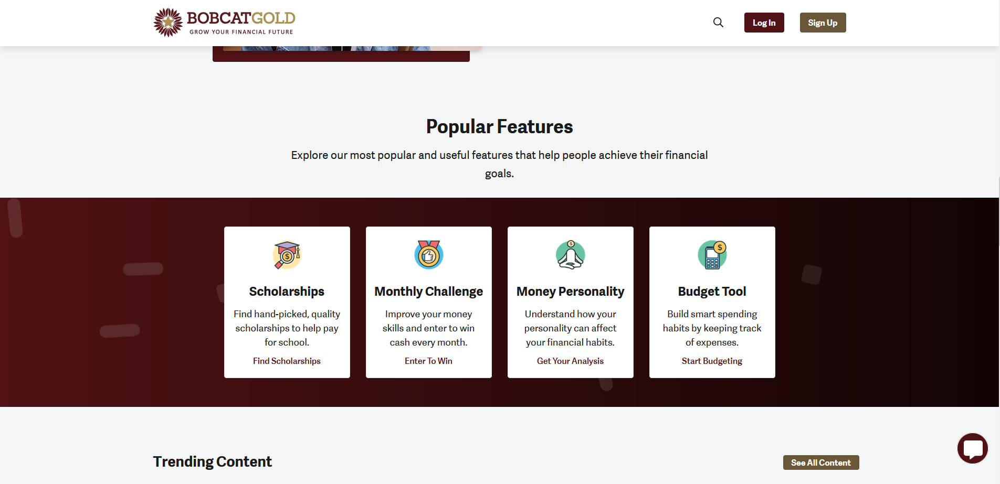 BOBCATGOLD
GROW YOUR FINANCIAL FUTURE
Log In
Sign Up
Popular Features
Explore our most popular and useful features that help people achieve their financial
goals.
Scholarships
Find hand-picked, quality
scholarships to help pay
for school.
Find Scholarships
Monthly Challenge
Improve your money
skills and enter to win
cash every month.
Enter To Win
Money Personality
Understand how your
personality can affect
your financial habits.
Get Your Analysis
Budget Tool
Build smart spending
habits by keeping track
of expenses.
Start Budgeting
Trending Content
See All Content